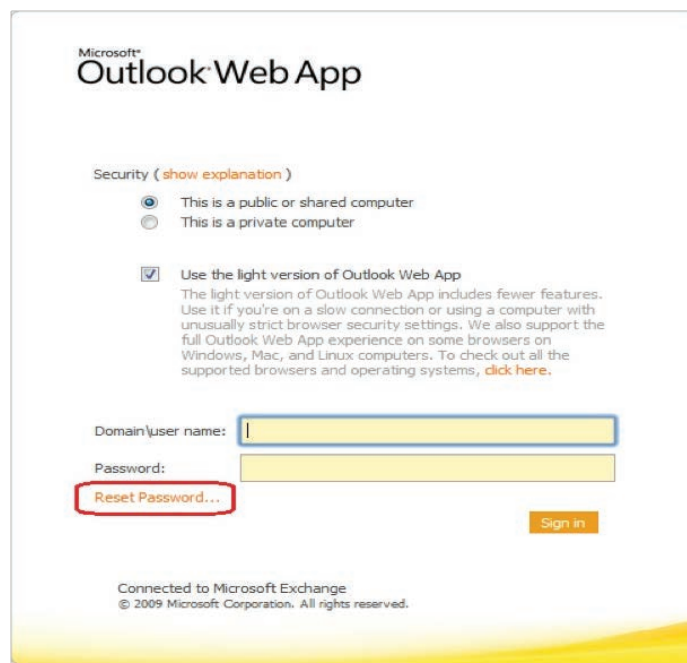 Microsoft®
Outlook® Web App
Security ( show explanation )
This is a public or shared computer
This is a private computer
Use the light version of Outlook Web App
The light version of Outlook Web App includes fewer features.
Use it if you're on a slow connection or using a computer with
unusually strict browser security settings. We also support the
full Outlook Web App experience on some browsers on
Windows, Mac, and Linux computers. To check out all the
supported browsers and operating systems, click here.
Domain\user name:
Password:
Reset Password...
Sign in
Connected to Microsoft Exchange
© 2009 Microsoft Corporation. All rights reserved.